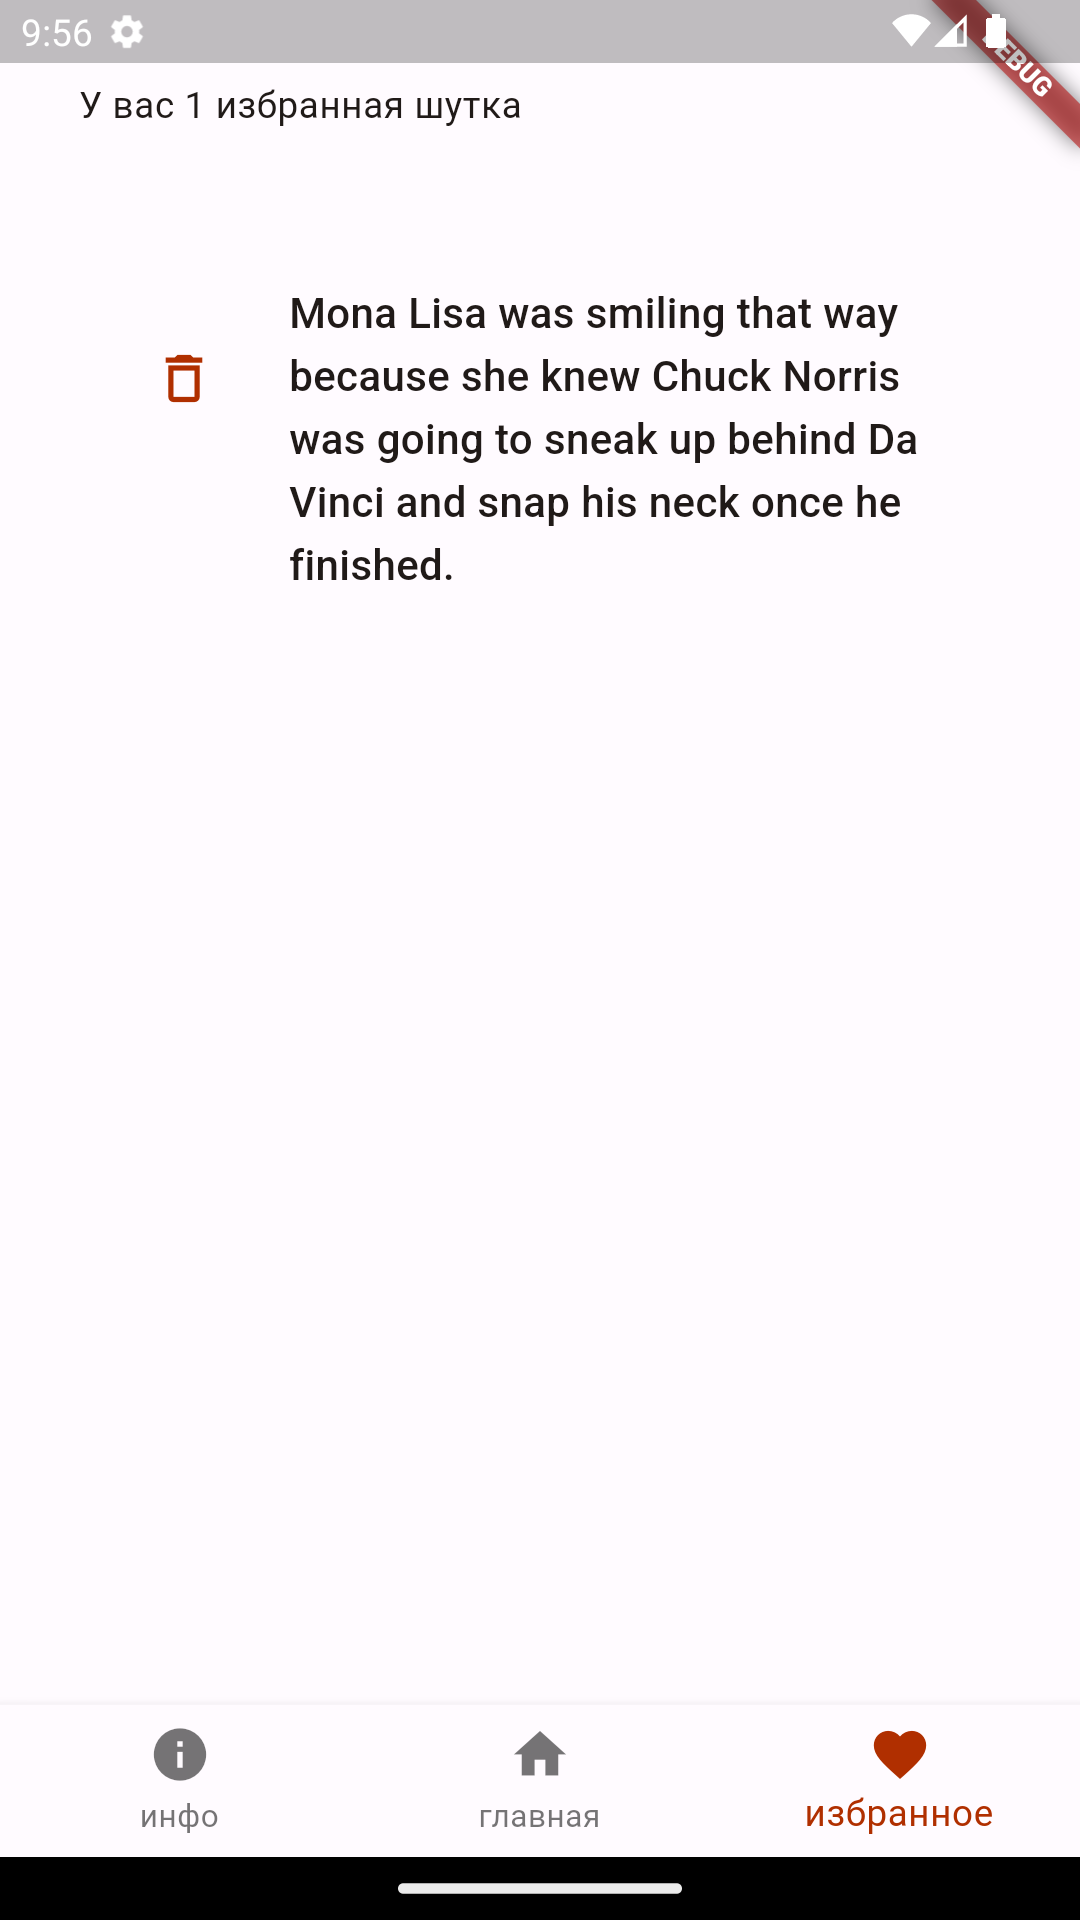 9:56
DEBUG
У вас 1 избранная шутка
Mona Lisa was smiling that way
because she knew Chuck Norris
was going to sneak up behind Da
Vinci and snap his neck once he
finished.
инфо
главная
избранное